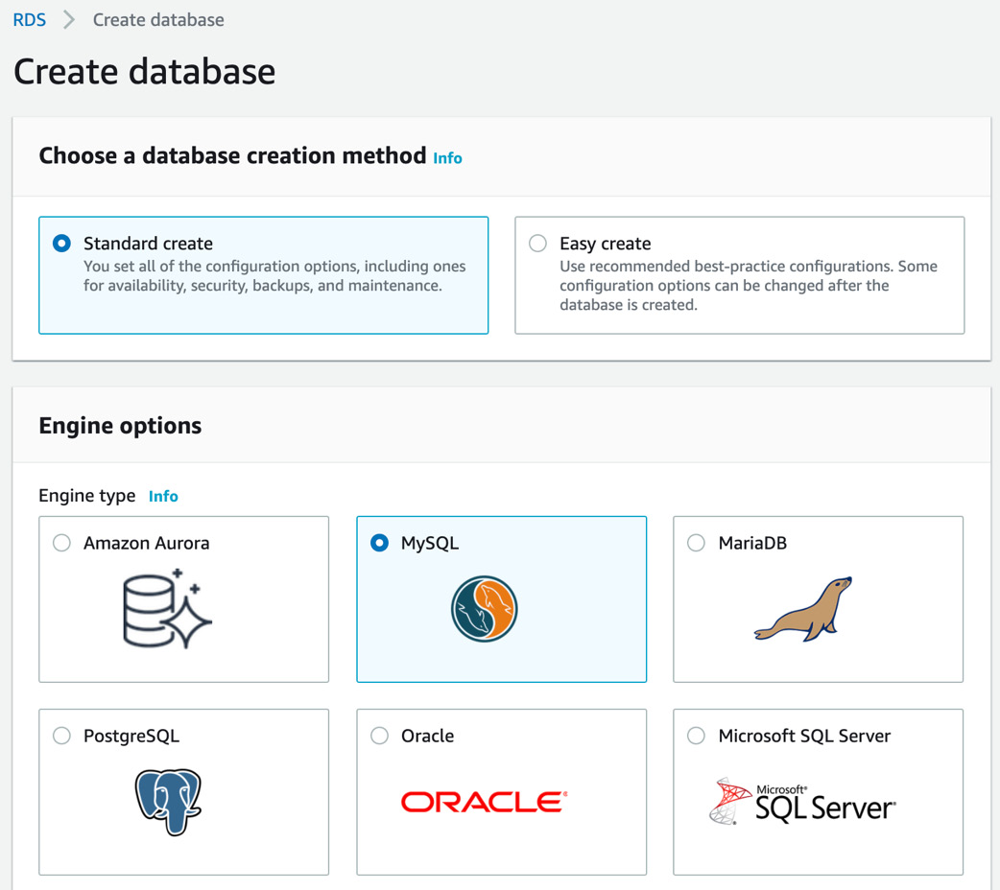 RDS > Create database
Create database
Choose a database creation method Info
Standard create
You set all of the configuration options, including ones
for availability, security, backups, and maintenance.
Easy create
Use recommended best-practice configurations. Some
configuration options can be changed after the
database is created.
Engine options
Engine type Info
Amazon Aurora
MySQL
MariaDB
PostgreSQL
Oracle
ORACLE®
Microsoft SQL Server
Microsoft®
SQL Server®